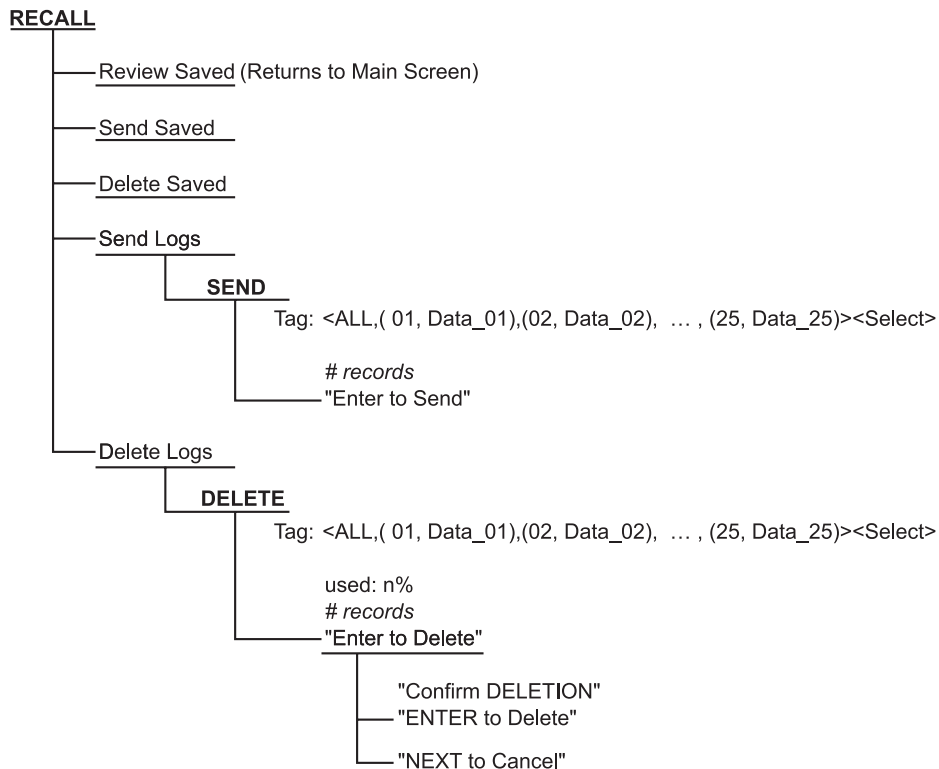 RECALL
Review Saved (Returns to Main Screen)
Send Saved
Delete Saved
Send Logs
SEND
Tag: <ALL,( 01, Data_01),(02, Data_02), … , (25, Data_25)><Select>
# records
"Enter to Send"
Delete Logs
DELETE
Tag: <ALL,( 01, Data_01),(02, Data_02), … , (25, Data_25)><Select>
used: n%
# records
"Enter to Delete"
"Confirm DELETION"
"ENTER to Delete"
"NEXT to Cancel"